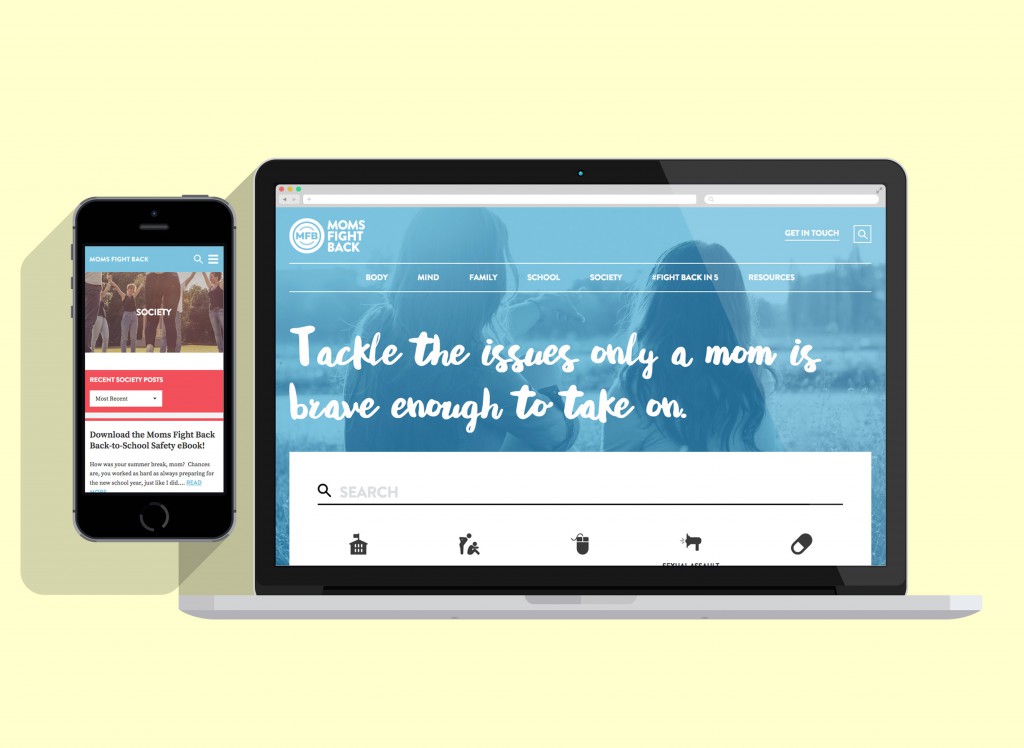 MOMS FIGHT BACK
SOCIETY
RECENT SOCIETY POSTS
Most Recent
Download the Moms Fight Back
Back-to-School Safety eBook!
How was your summer break, mom? Chances
are, you worked as hard as always preparing for
the new school year, just like I did.... READ
MORE
MFB
MOMS
FIGHT
BACK
GET IN TOUCH
BODY MIND FAMILY SCHOOL SOCIETY #FIGHT BACK IN 5 RESOURCES
Tackle the issues only a mom is
brave enough to take on.
SEARCH
SEXUAL ASSAULT